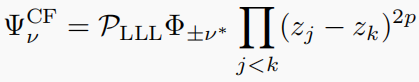 Ψ_ν^CF = 𝒫_LLL Φ_{±ν*} ∏_{j<k} (z_j − z_k)^{2p}